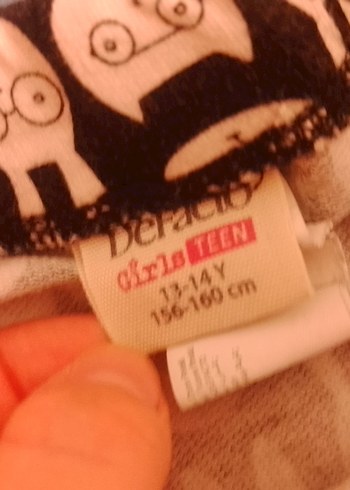 DeFacto
Girls TEEN
13-14 Y
156-160 cm